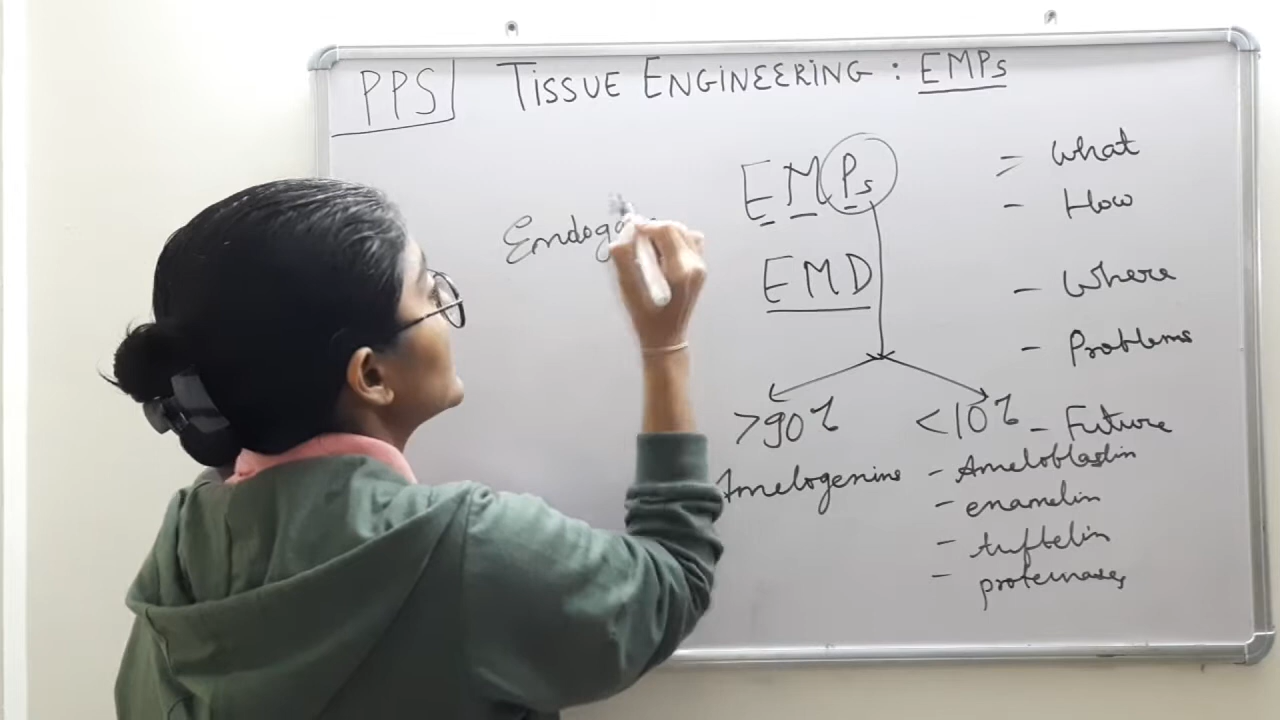 PPS TISSUE ENGINEERING : EMPs
EMPs
EMD
>90%
Amelogenins
<10%
- Ameloblastin
- enamelin
- tuftelin
- proteinases
= What
- How
- Where
- Problems
- Future